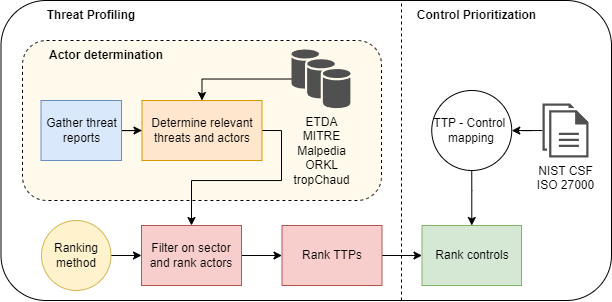 Threat Profiling
Control Prioritization
Actor determination
Gather threat
reports
Determine relevant
threats and actors
ETDA
MITRE
Malpedia
ORKL
tropChaud
TTP - Control
mapping
NIST CSF
ISO 27000
Ranking
method
Filter on sector
and rank actors
Rank TTPs
Rank controls